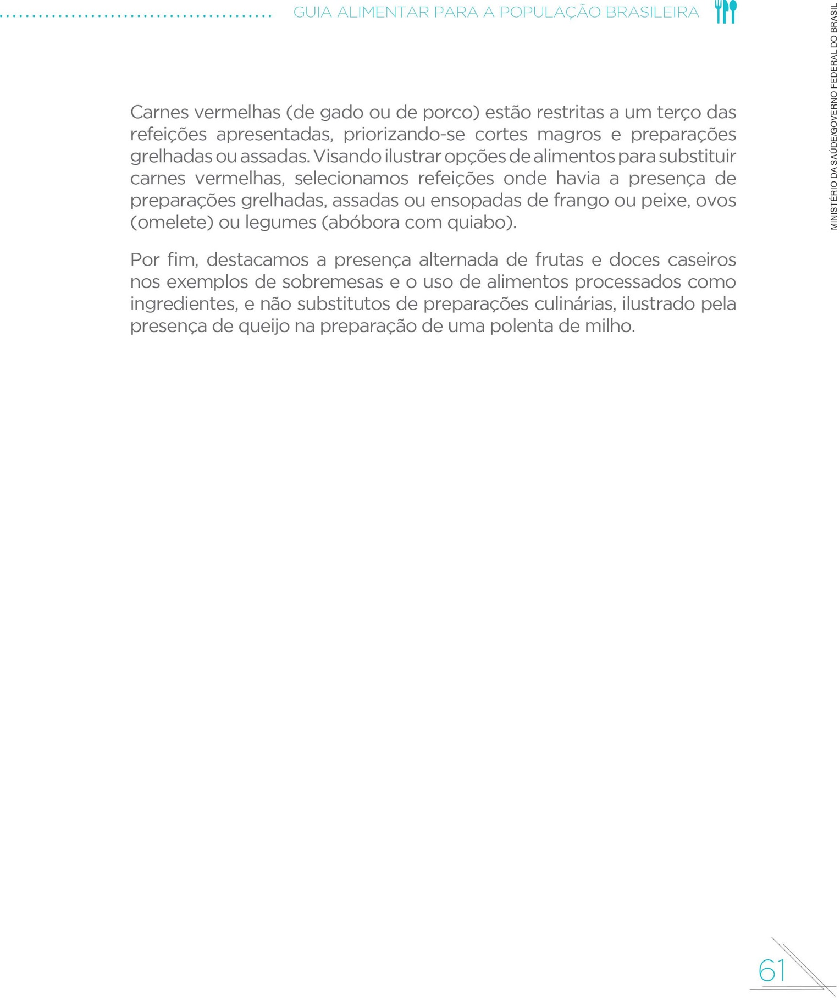 GUIA ALIMENTAR PARA A POPULAÇÃO BRASILEIRA
MINISTÉRIO DA SAÚDE/GOVERNO FEDERAL DO BRASIL
Carnes vermelhas (de gado ou de porco) estão restritas a um terço das
refeições apresentadas, priorizando-se cortes magros e preparações
grelhadas ou assadas. Visando ilustrar opções de alimentos para substituir
carnes vermelhas, selecionamos refeições onde havia a presença de
preparações grelhadas, assadas ou ensopadas de frango ou peixe, ovos
(omelete) ou legumes (abóbora com quiabo).
Por fim, destacamos a presença alternada de frutas e doces caseiros
nos exemplos de sobremesas e o uso de alimentos processados como
ingredientes, e não substitutos de preparações culinárias, ilustrado pela
presença de queijo na preparação de uma polenta de milho.
61